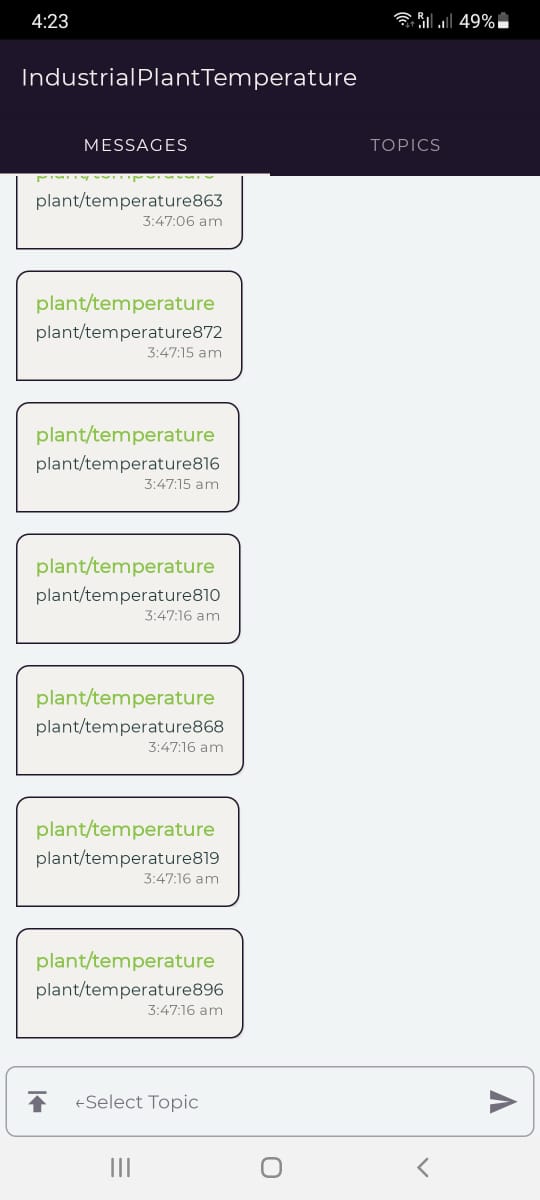 4:23
R
49%
IndustrialPlantTemperature
MESSAGES
TOPICS
plant/temperature
plant/temperature863
3:47:06 am
plant/temperature
plant/temperature872
3:47:15 am
plant/temperature
plant/temperature816
3:47:15 am
plant/temperature
plant/temperature810
3:47:16 am
plant/temperature
plant/temperature868
3:47:16 am
plant/temperature
plant/temperature819
3:47:16 am
plant/temperature
plant/temperature896
3:47:16 am
←Select Topic